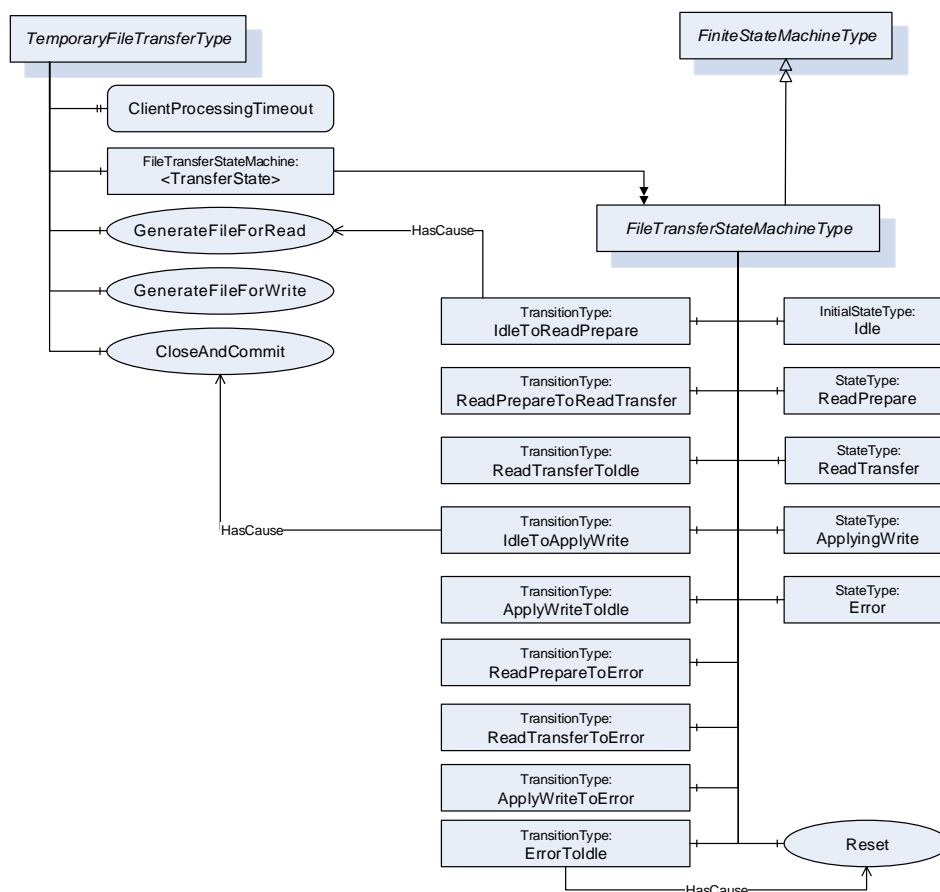 TemporaryFileTransferType
FiniteStateMachineType
ClientProcessingTimeout
FileTransferStateMachine:
<TransferState>
GenerateFileForRead
HasCause
FileTransferStateMachineType
GenerateFileForWrite
CloseAndCommit
TransitionType:
IdleToReadPrepare
InitialStateType:
Idle
TransitionType:
ReadPrepareToReadTransfer
StateType:
ReadPrepare
TransitionType:
ReadTransferToIdle
StateType:
ReadTransfer
HasCause
TransitionType:
IdleToApplyWrite
StateType:
ApplyingWrite
TransitionType:
ApplyWriteToIdle
StateType:
Error
TransitionType:
ReadPrepareToError
TransitionType:
ReadTransferToError
TransitionType:
ApplyWriteToError
TransitionType:
ErrorToIdle
Reset
HasCause